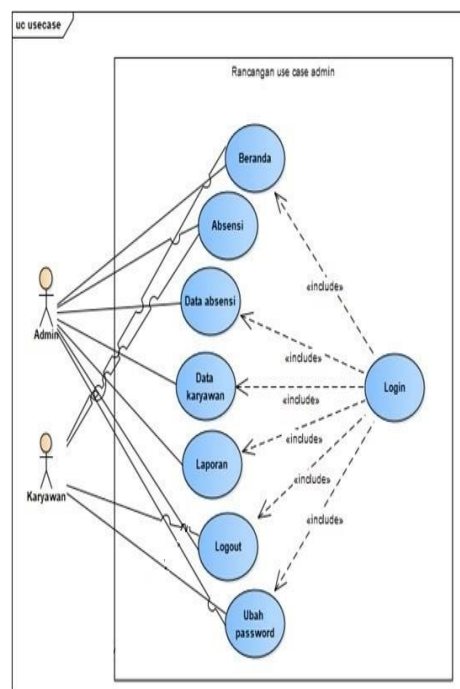 uc usecase
Rancangan use case admin
Beranda
Absensi
Data absensi
Data
karyawan
Laporan
Logout
Ubah
password
Login
Admin
Karyawan
«include»
«include»
«include»
«include»
«include»
«include»